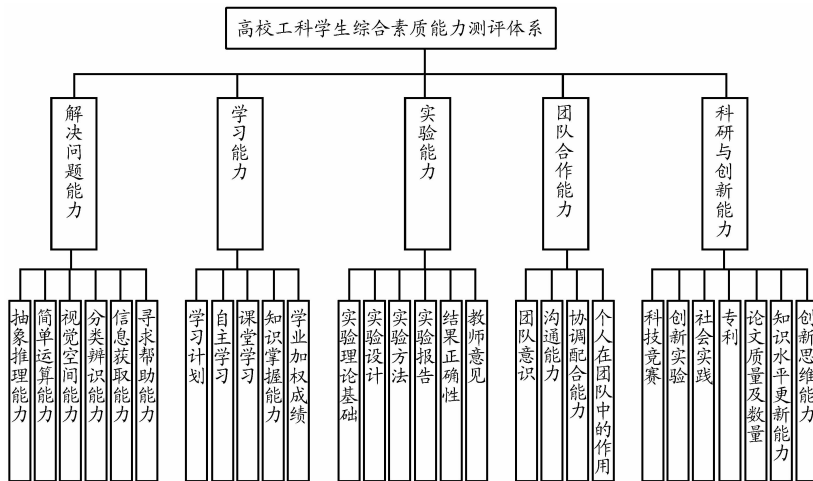 高校工科学生综合素质能力测评体系
解决问题能力
学习能力
实验能力
团队合作能力
科研与创新能力
抽象推理能力
简单运算能力
视觉空间能力
分类辨识能力
信息获取能力
寻求帮助能力
学习计划
自主学习
课堂学习
知识掌握能力
学业加权成绩
实验理论基础
实验设计
实验方法
实验报告
结果正确性
教师意见
团队意识
沟通能力
协调配合能力
个人在团队中的作用
科技竞赛
创新实验
社会实践
专利
论文质量及数量
知识水平更新能力
创新思维能力